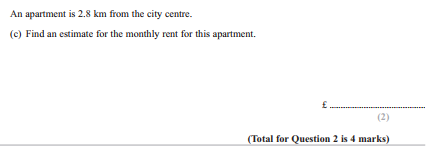 An apartment is 2.8 km from the city centre.
(c) Find an estimate for the monthly rent for this apartment.
£ ........................................
(2)
(Total for Question 2 is 4 marks)